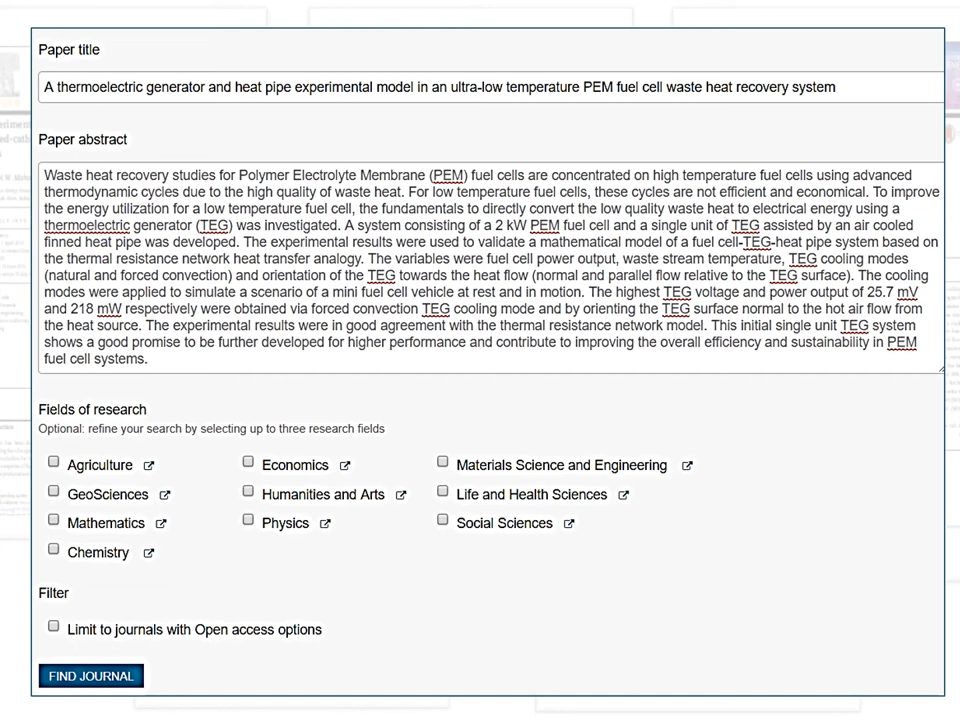 Paper title
A thermoelectric generator and heat pipe experimental model in an ultra-low temperature PEM fuel cell waste heat recovery system
Paper abstract
Waste heat recovery studies for Polymer Electrolyte Membrane (PEM) fuel cells are concentrated on high temperature fuel cells using advanced
thermodynamic cycles due to the high quality of waste heat. For low temperature fuel cells, these cycles are not efficient and economical. To improve
the energy utilization for a low temperature fuel cell, the fundamentals to directly convert the low quality waste heat to electrical energy using a
thermoelectric generator (TEG) was investigated. A system consisting of a 2 kW PEM fuel cell and a single unit of TEG assisted by an air cooled
finned heat pipe was developed. The experimental results were used to validate a mathematical model of a fuel cell-TEG-heat pipe system based on
the thermal resistance network heat transfer analogy. The variables were fuel cell power output, waste stream temperature, TEG cooling modes
(natural and forced convection) and orientation of the TEG towards the heat flow (normal and parallel flow relative to the TEG surface). The cooling
modes were applied to simulate a scenario of a mini fuel cell vehicle at rest and in motion. The highest TEG voltage and power output of 25.7 mV
and 218 mW respectively were obtained via forced convection TEG cooling mode and by orienting the TEG surface normal to the hot air flow from
the heat source. The experimental results were in good agreement with the thermal resistance network model. This initial single unit TEG system
shows a good promise to be further developed for higher performance and contribute to improving the overall efficiency and sustainability in PEM
fuel cell systems.
Fields of research
Optional: refine your search by selecting up to three research fields
Agriculture Economics Materials Science and Engineering
GeoSciences Humanities and Arts Life and Health Sciences
Mathematics Physics Social Sciences
Chemistry
Filter
Limit to journals with Open access options
FIND JOURNAL